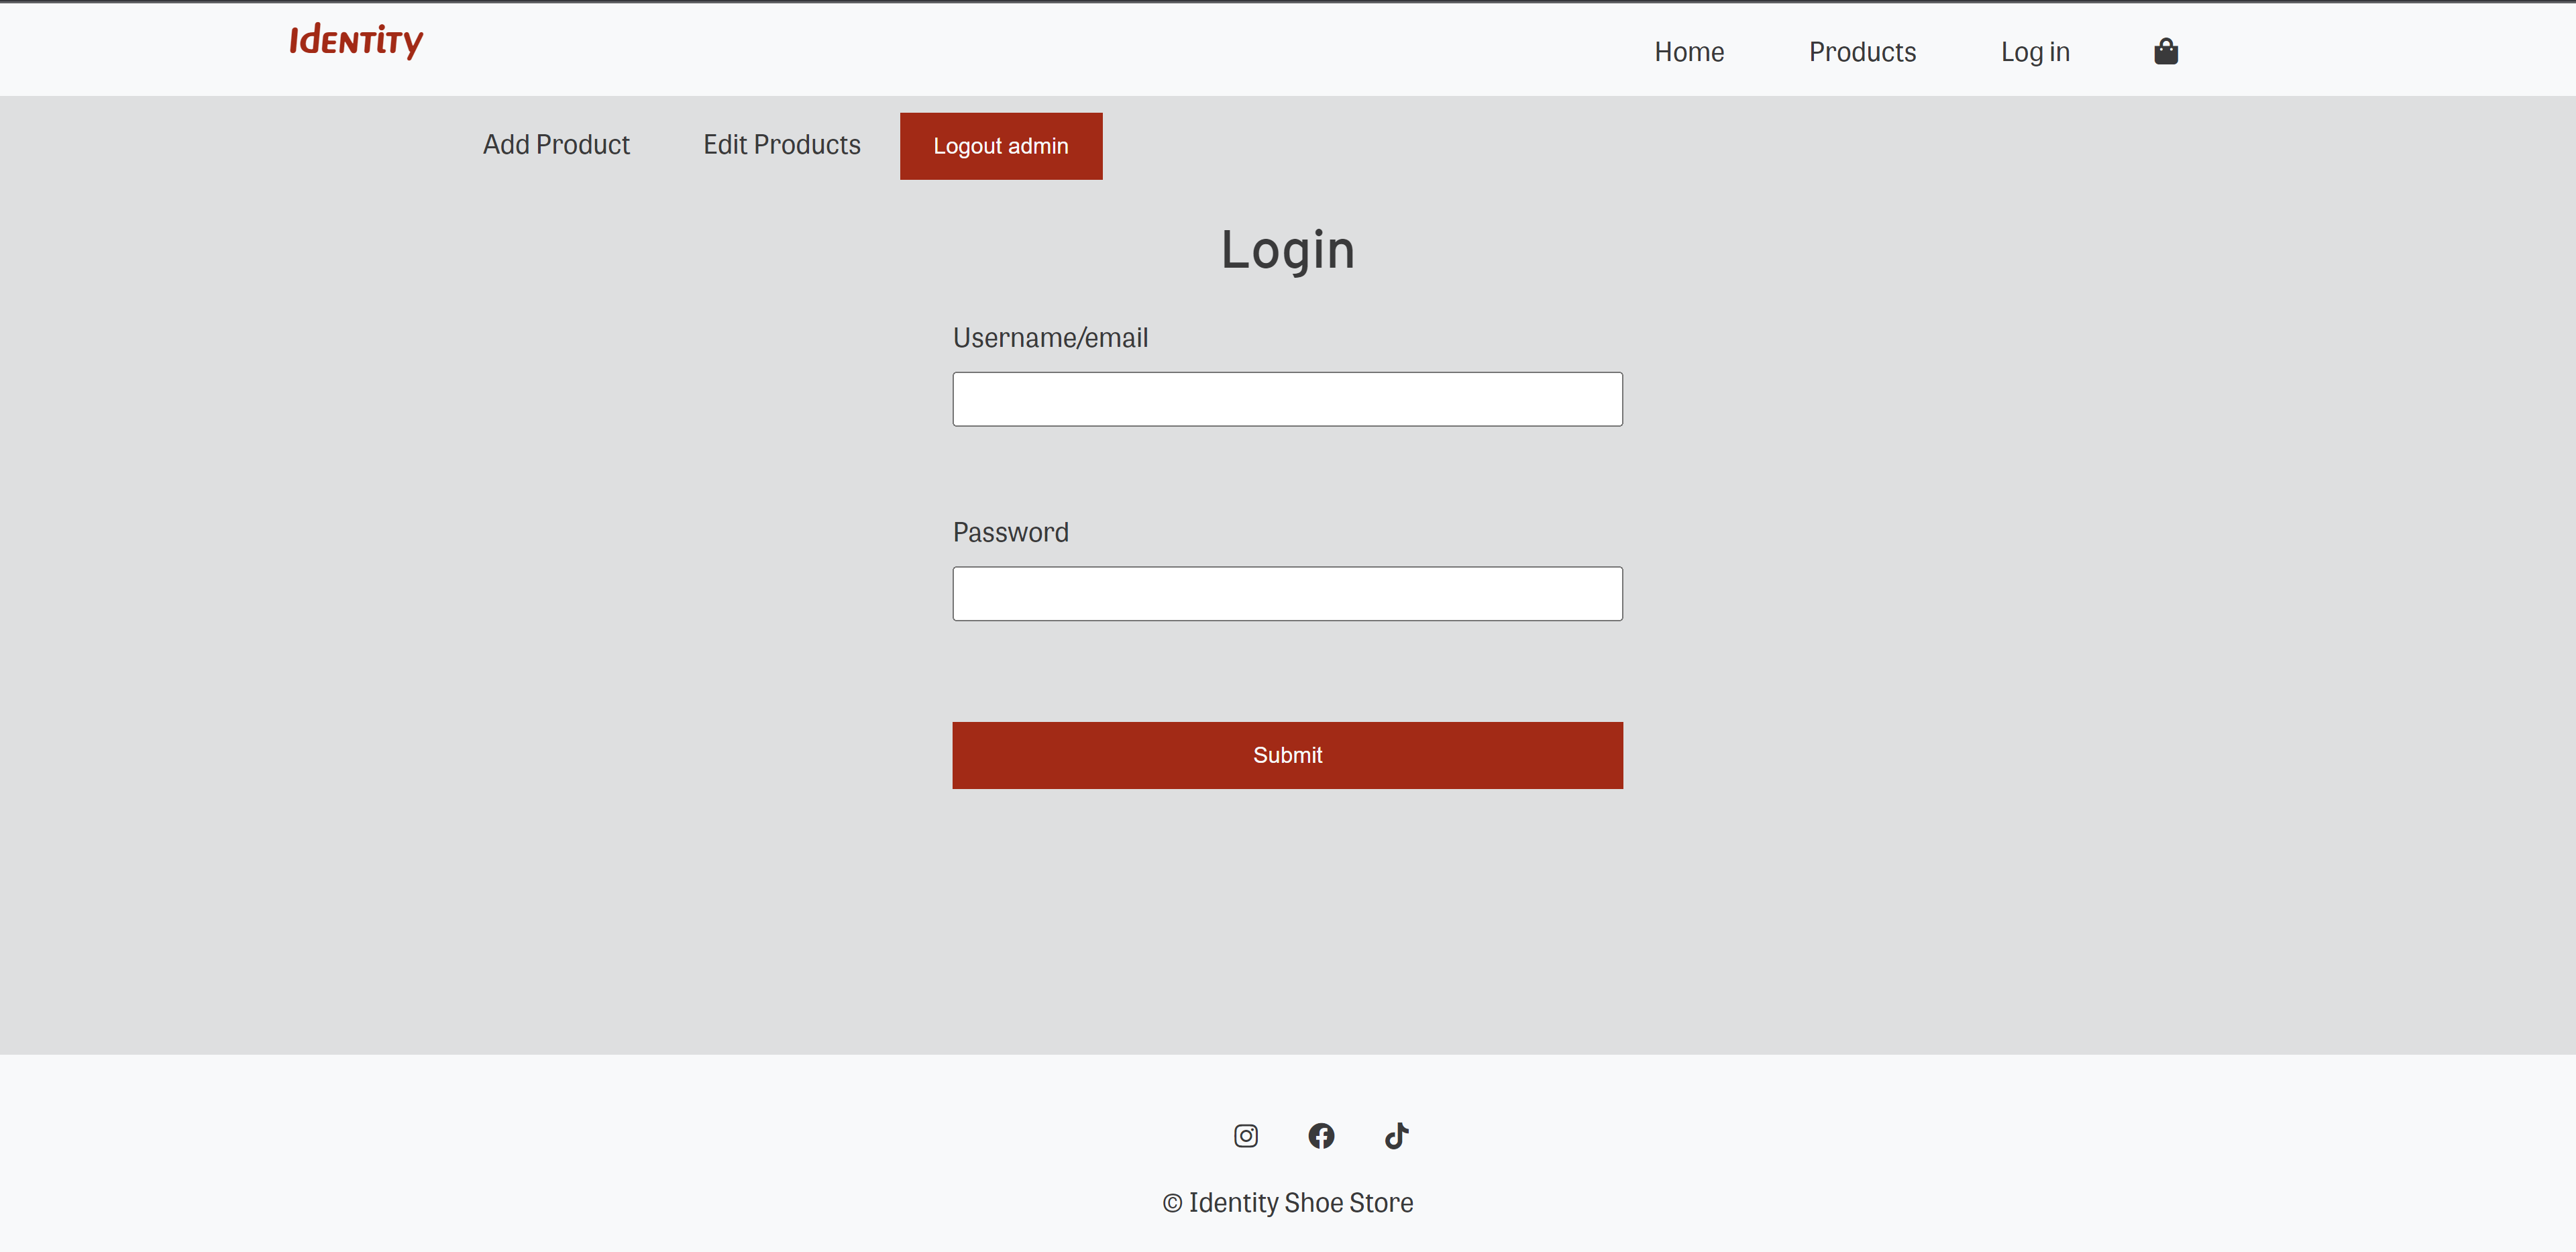 Identity
Home Products Log in
Add Product Edit Products Logout admin
Login
Username/email
Password
Submit
© Identity Shoe Store